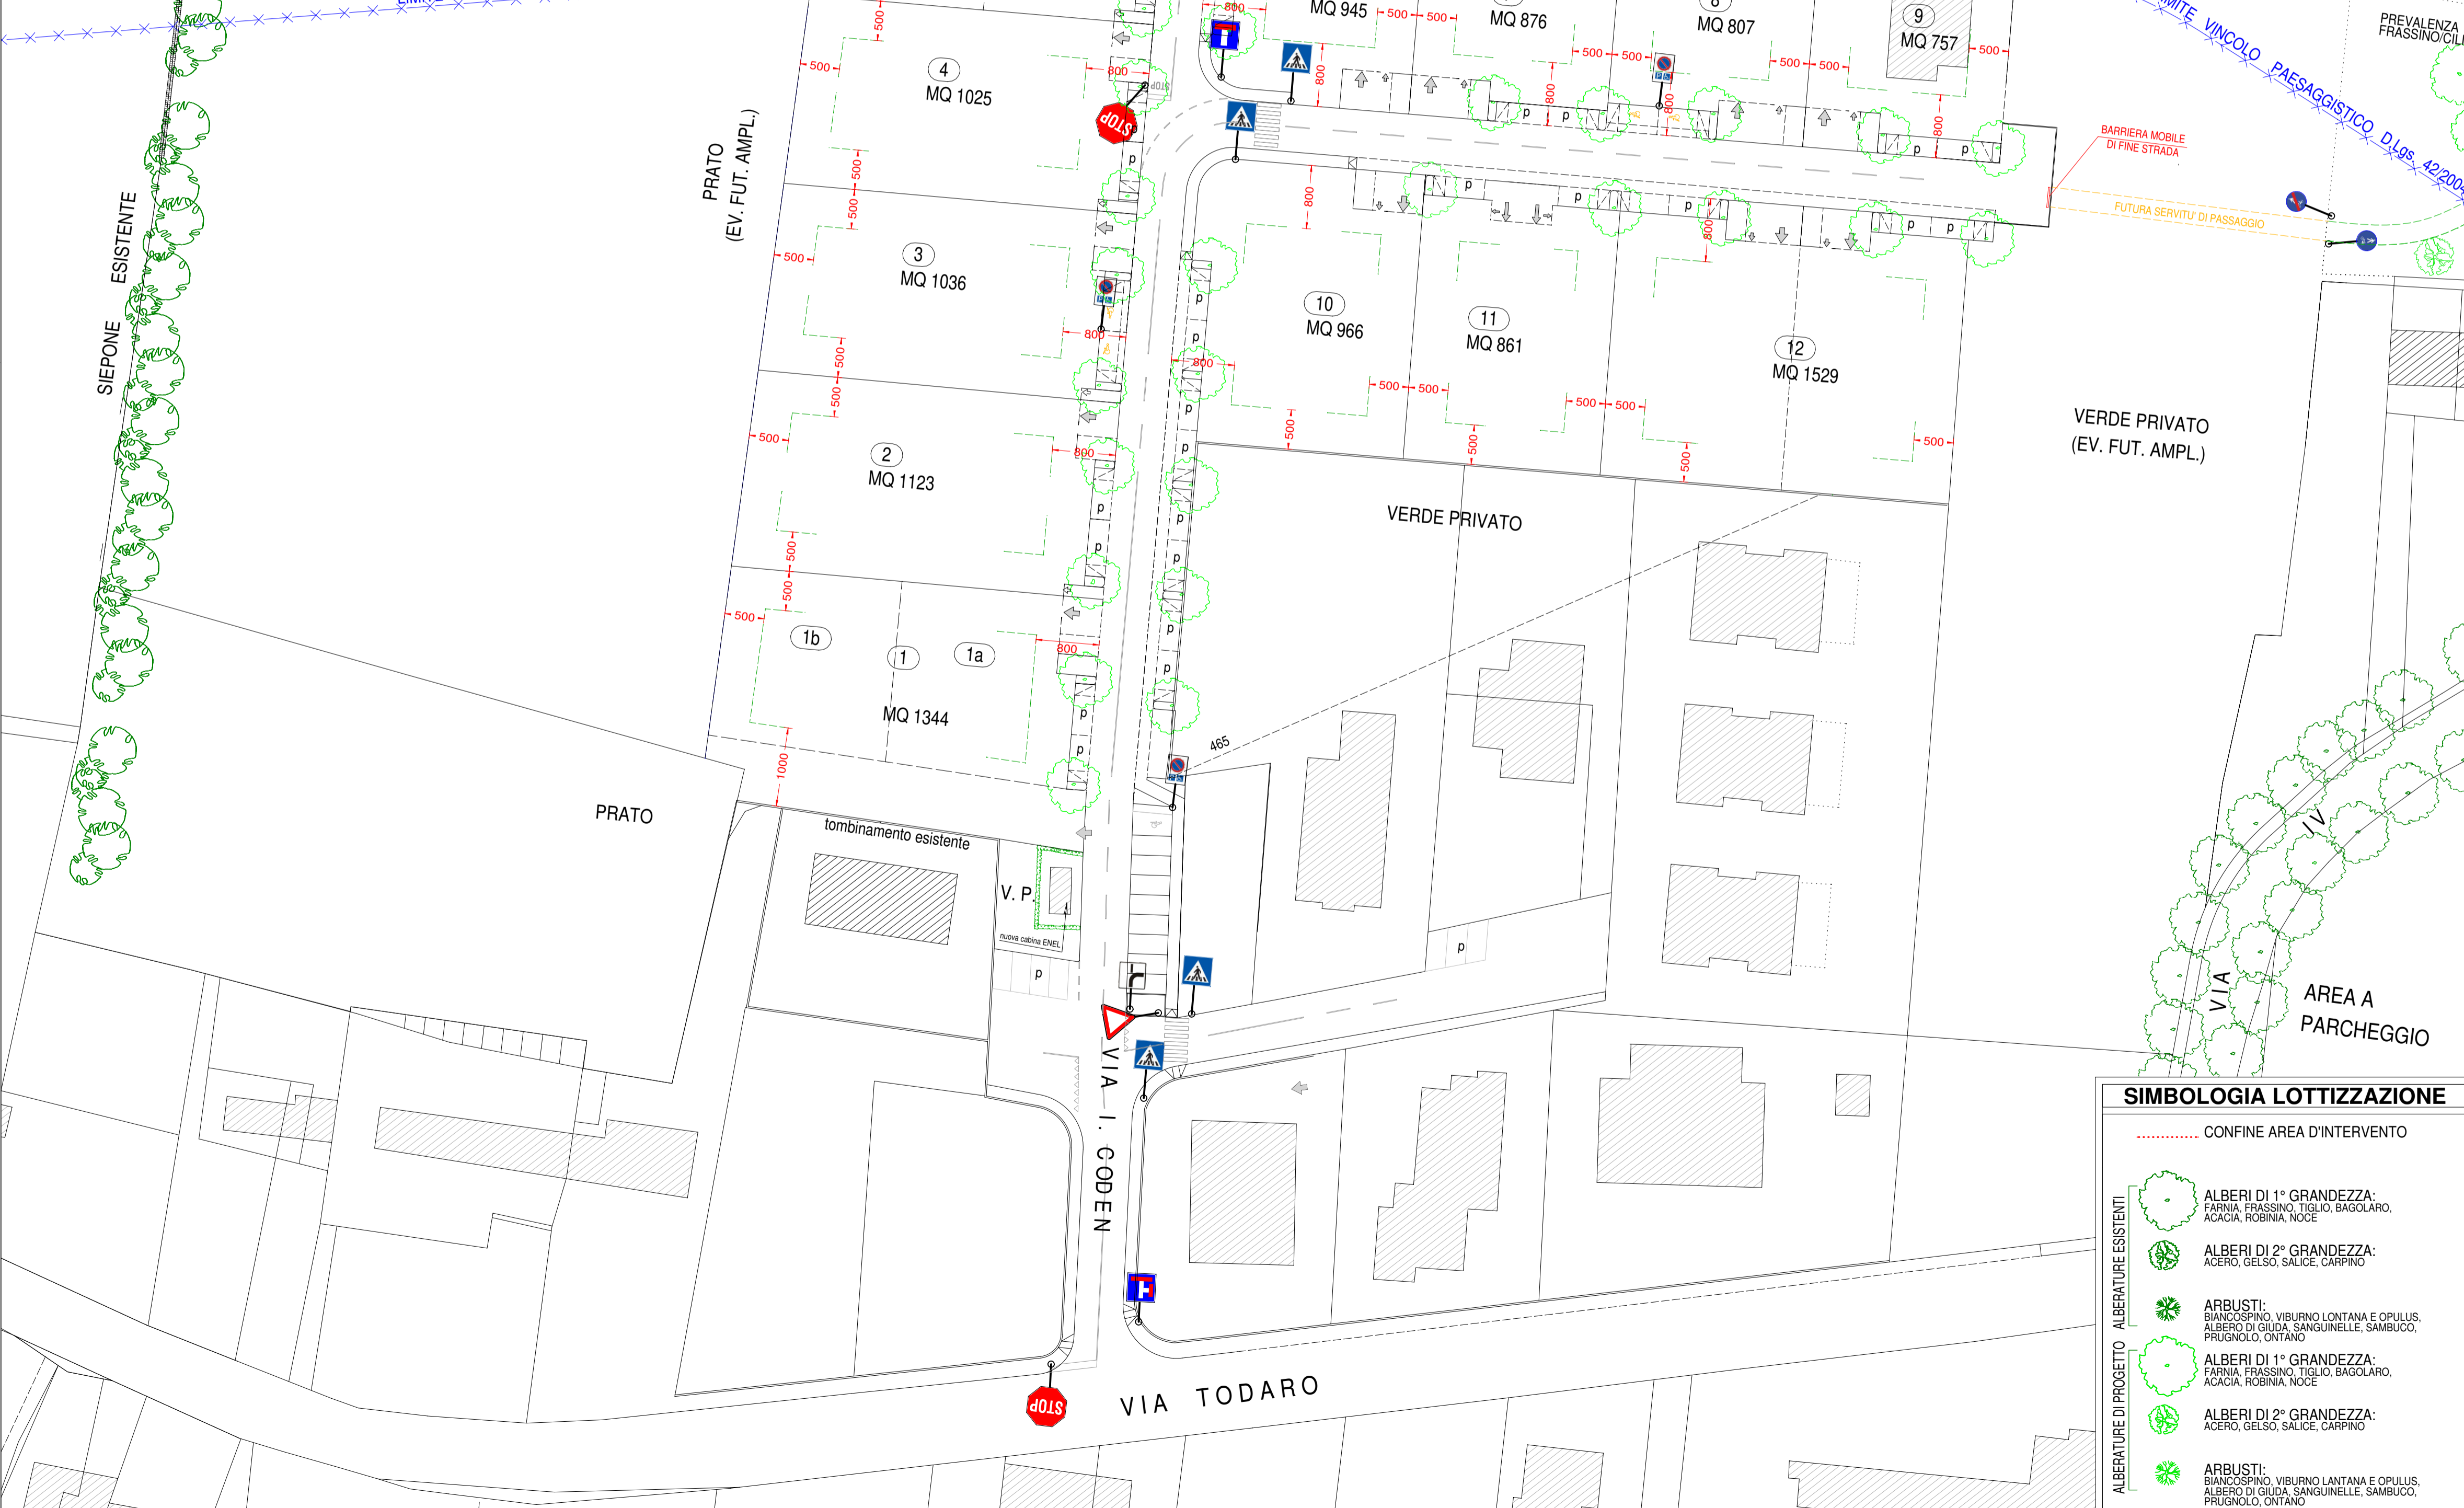 MQ 945
MQ 876
8
MQ 807
9
MQ 757
PREVALENZA
4
MQ 1025
STOP
STOP
PRATO
(EV. FUT. AMPL.)
SIEPONE ESISTENTE
3
MQ 1036
2
MQ 1123
1b
1
1a
MQ 1344
10
MQ 966
11
MQ 861
12
MQ 1529
VINCOLO PAESAGGISTICO D.Lgs. 42/2004
BARRIERA MOBILE
DI FINE STRADA
FUTURA SERVITU' DI PASSAGGIO
VERDE PRIVATO
(EV. FUT. AMPL.)
VERDE PRIVATO
500
800
1000
465
p
PRATO
tombinamento esistente
V. P.
nuova cabina ENEL
VIA I. CODEN
VIA TODARO
STOP
VIA IV
AREA A
PARCHEGGIO
SIMBOLOGIA LOTTIZZAZIONE
CONFINE AREA D'INTERVENTO
ALBERATURE ESISTENTI
ALBERI DI 1° GRANDEZZA:
FARNIA, FRASSINO, TIGLIO, BAGOLARO,
ACACIA, ROBINIA, NOCE
ALBERI DI 2° GRANDEZZA:
ACERO, GELSO, SALICE, CARPINO
ARBUSTI:
BIANCOSPINO, VIBURNO LONTANA E OPULUS,
ALBERO DI GIUDA, SANGUINELLE, SAMBUCO,
PRUGNOLO, ONTANO
ALBERATURE DI PROGETTO
ALBERI DI 1° GRANDEZZA:
FARNIA, FRASSINO, TIGLIO, BAGOLARO,
ACACIA, ROBINIA, NOCE
ALBERI DI 2° GRANDEZZA:
ACERO, GELSO, SALICE, CARPINO
ARBUSTI:
BIANCOSPINO, VIBURNO LANTANA E OPULUS,
ALBERO DI GIUDA, SANGUINELLE, SAMBUCO,
PRUGNOLO, ONTANO